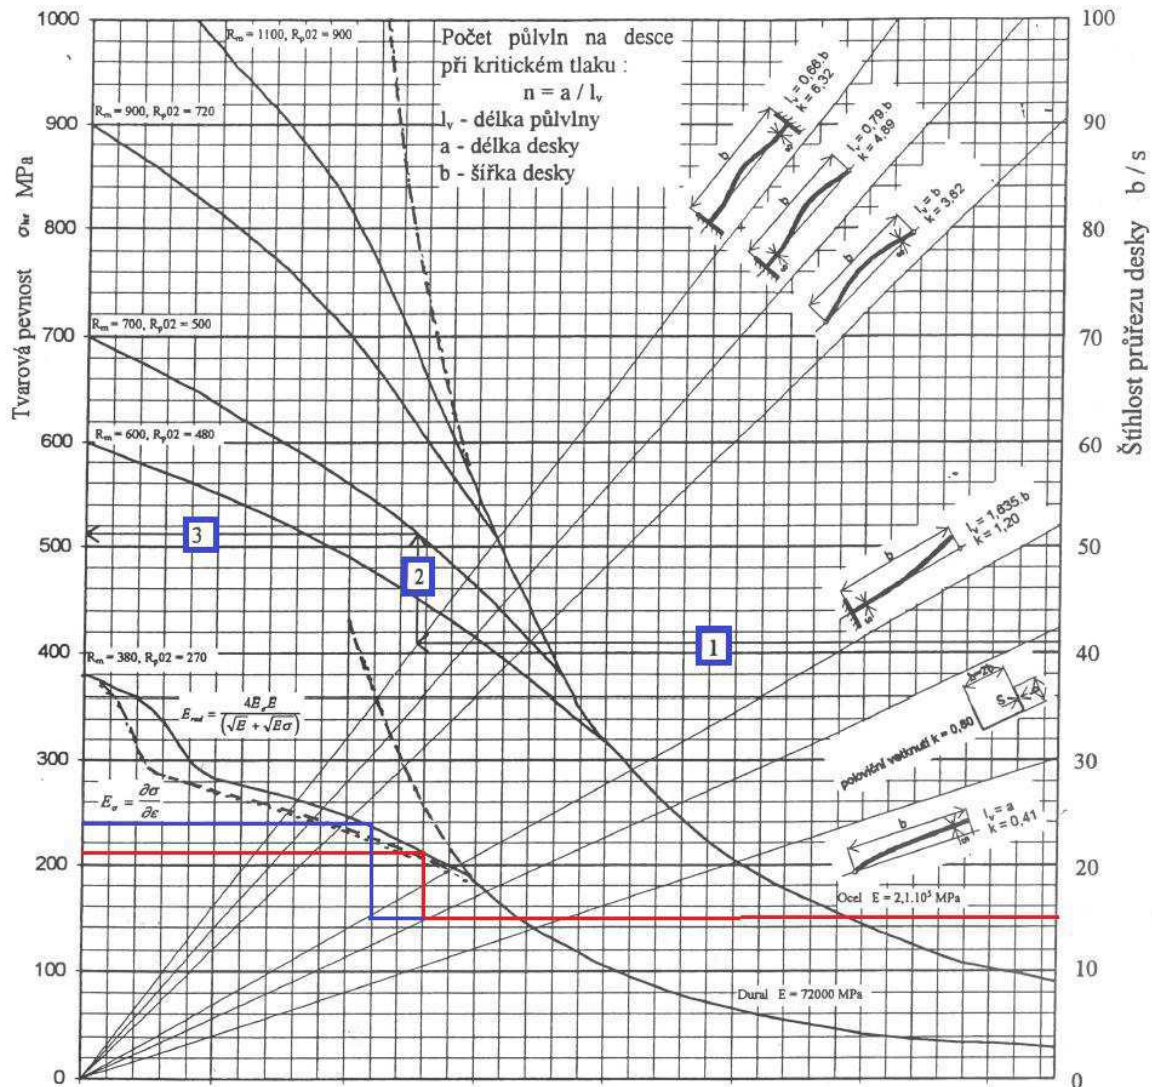 1000
900
800
700
600
500
400
300
200
100
0
Tvarová pevnost
MPa
100
90
80
70
60
50
40
30
20
10
0
Štíhlost průřezu desky b / s
Rm = 1100, Rp02 = 900
Rm = 900, Rp02 = 720
Rm = 700, Rp02 = 500
Rm = 600, Rp02 = 480
Rm = 380, Rp02 = 270
Počet půlvln na desce
při kritickém tlaku :
n = a / lv
lv - délka půlvlny
a - délka desky
b - šířka desky
lv = 0,68.b
k = 6,32
b
s
lv = 0,79.b
k = 4,89
b
s
lv = b
k = 3,62
b
s
lv = 1,635.b
k = 1,20
b
s
poloviční vetknutí k = 0,80
S
lv = a
k = 0,41
b
s
3
2
1
Eσ = ∂σ / ∂ε
Ocel E = 2,1.10⁵ MPa
Dural E = 72000 MPa